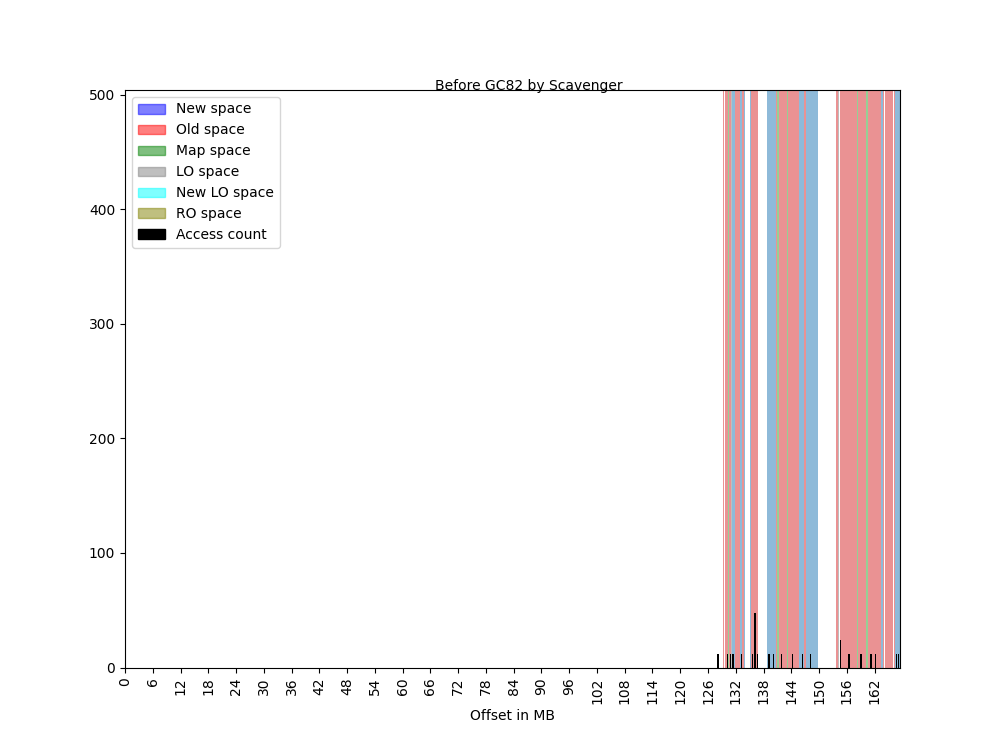 Before GC82 by Scavenger
500
400
300
200
100
0
New space
Old space
Map space
LO space
New LO space
RO space
Access count
0 6 12 18 24 30 36 42 48 54 60 66 72 78 84 90 96 102 108 114 120 126 132 138 144 150 156 162
Offset in MB